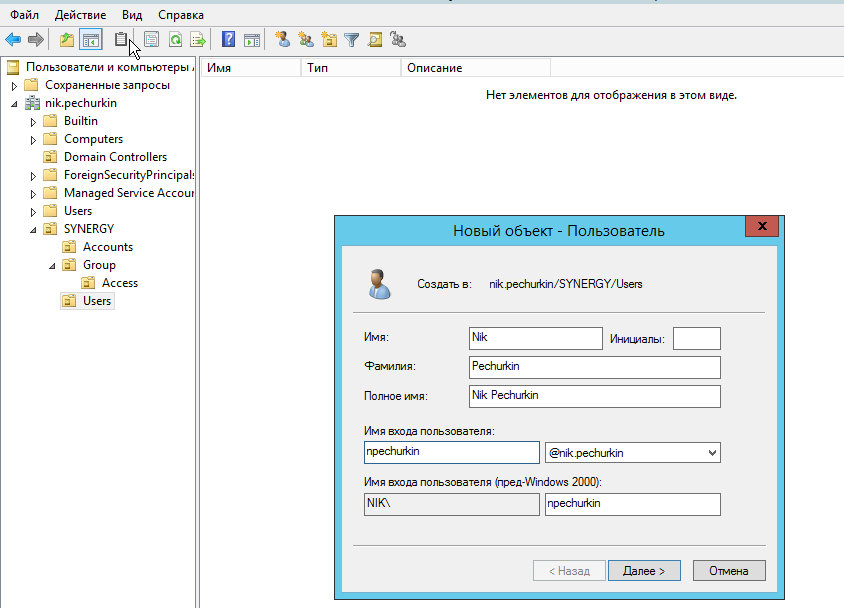 Файл Действие Вид Справка
Пользователи и компьютеры
Сохраненные запросы
nik.pechurkin
Builtin
Computers
Domain Controllers
ForeignSecurityPrincipals
Managed Service Accour
Users
SYNERGY
Accounts
Group
Access
Users
Имя Тип Описание
Нет элементов для отображения в этом виде.
Новый объект - Пользователь
x
Создать в: nik.pechurkin/SYNERGY/Users
Имя: Nik Инициалы:
Фамилия: Pechurkin
Полное имя: Nik Pechurkin
Имя входа пользователя:
npechurkin @nik.pechurkin
Имя входа пользователя (пред-Windows 2000):
NIK\ npechurkin
< Назад Далее > Отмена